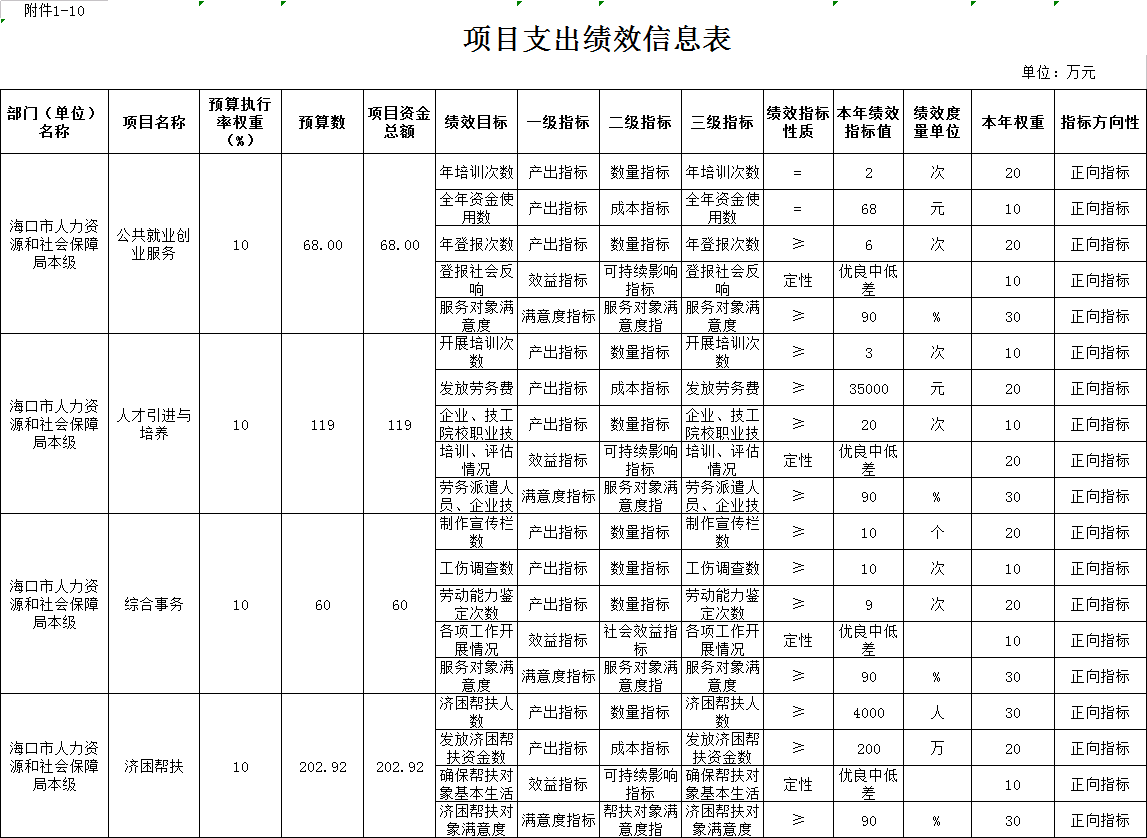 附件1-10
项目支出绩效信息表
单位：万元
部门（单位）名称 项目名称 预算执行率权重（%） 预算数 项目资金总额 绩效目标 一级指标 二级指标 三级指标 绩效指标性质 本年绩效指标值 绩效度量单位 本年权重 指标方向性
海口市人力资源和社会保障局本级 公共就业创业服务 10 68.00 68.00 年培训次数 产出指标 数量指标 年培训次数 = 2 次 20 正向指标
全年资金使用数 产出指标 成本指标 全年资金使用数 = 68 元 10 正向指标
年登报次数 产出指标 数量指标 年登报次数 ≥ 6 次 20 正向指标
登报社会反响 效益指标 可持续影响指标 登报社会反响 定性 优良中低差 10 正向指标
服务对象满意度 满意度指标 服务对象满意度指 服务对象满意度 ≥ 90 % 30 正向指标
海口市人力资源和社会保障局本级 人才引进与培养 10 119 119 开展培训次数 产出指标 数量指标 开展培训次数 ≥ 3 次 10 正向指标
发放劳务费 产出指标 成本指标 发放劳务费 ≥ 35000 元 20 正向指标
企业、技工院校职业技 产出指标 数量指标 企业、技工院校职业技 ≥ 20 次 10 正向指标
培训、评估情况 效益指标 可持续影响指标 培训、评估情况 定性 优良中低差 20 正向指标
劳务派遣人员、企业技 满意度指标 服务对象满意度指 劳务派遣人员、企业技 ≥ 90 % 30 正向指标
海口市人力资源和社会保障局本级 综合事务 10 60 60 制作宣传栏数 产出指标 数量指标 制作宣传栏数 ≥ 10 个 20 正向指标
工伤调查数 产出指标 数量指标 工伤调查数 ≥ 10 次 10 正向指标
劳动能力鉴定次数 产出指标 数量指标 劳动能力鉴定次数 ≥ 9 次 20 正向指标
各项工作开展情况 效益指标 社会效益指标 各项工作开展情况 定性 优良中低差 10 正向指标
服务对象满意度 满意度指标 服务对象满意度指 服务对象满意度 ≥ 90 % 30 正向指标
海口市人力资源和社会保障局本级 济困帮扶 10 202.92 202.92 济困帮扶人数 产出指标 数量指标 济困帮扶人数 ≥ 4000 人 30 正向指标
发放济困帮扶资金数 产出指标 成本指标 发放济困帮扶资金数 ≥ 200 万 20 正向指标
确保帮扶对象基本生活 效益指标 可持续影响指标 确保帮扶对象基本生活 定性 优良中低差 10 正向指标
济困帮扶对象满意度 满意度指标 帮扶对象满意度指 济困帮扶对象满意度 ≥ 90 % 30 正向指标